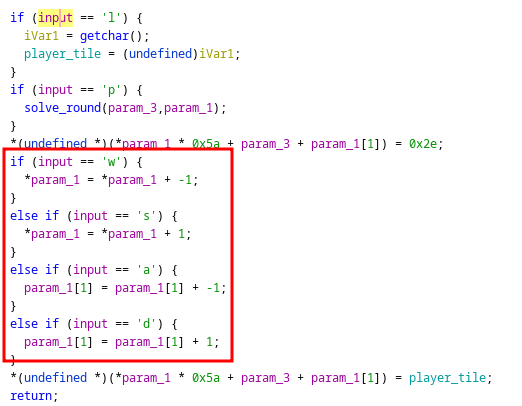 if (input == 'l') {
  iVar1 = getchar();
  player_tile = (undefined)iVar1;
}
if (input == 'p') {
  solve_round(param_3,param_1);
}
*(undefined *)(*param_1 * 0x5a + param_3 + param_1[1]) = 0x2e;
if (input == 'w') {
  *param_1 = *param_1 + -1;
}
else if (input == 's') {
  *param_1 = *param_1 + 1;
}
else if (input == 'a') {
  param_1[1] = param_1[1] + -1;
}
else if (input == 'd') {
  param_1[1] = param_1[1] + 1;
}
*(undefined *)(*param_1 * 0x5a + param_3 + param_1[1]) = player_tile;
return;